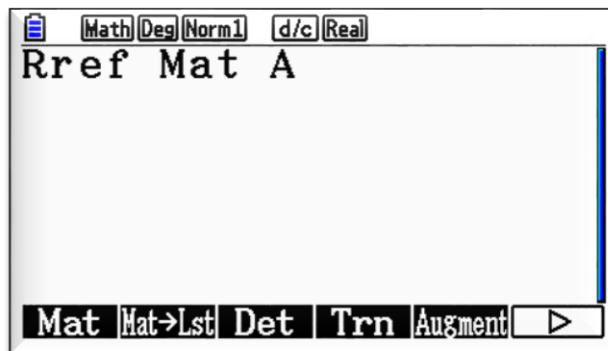 Math Deg Norm1 d/c Real
Rref Mat A
Mat Mat→Lst Det Trn Augment ▷